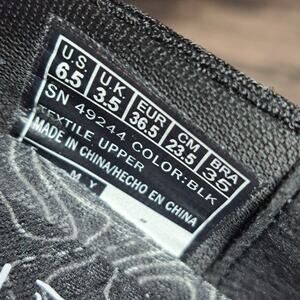 US UK EUR CM BRA
6.5 3.5 36.5 23.5 35
SN 49244 COLOR:BLK
TEXTILE UPPER
MADE IN CHINA/HECHO EN CHINA
M Y